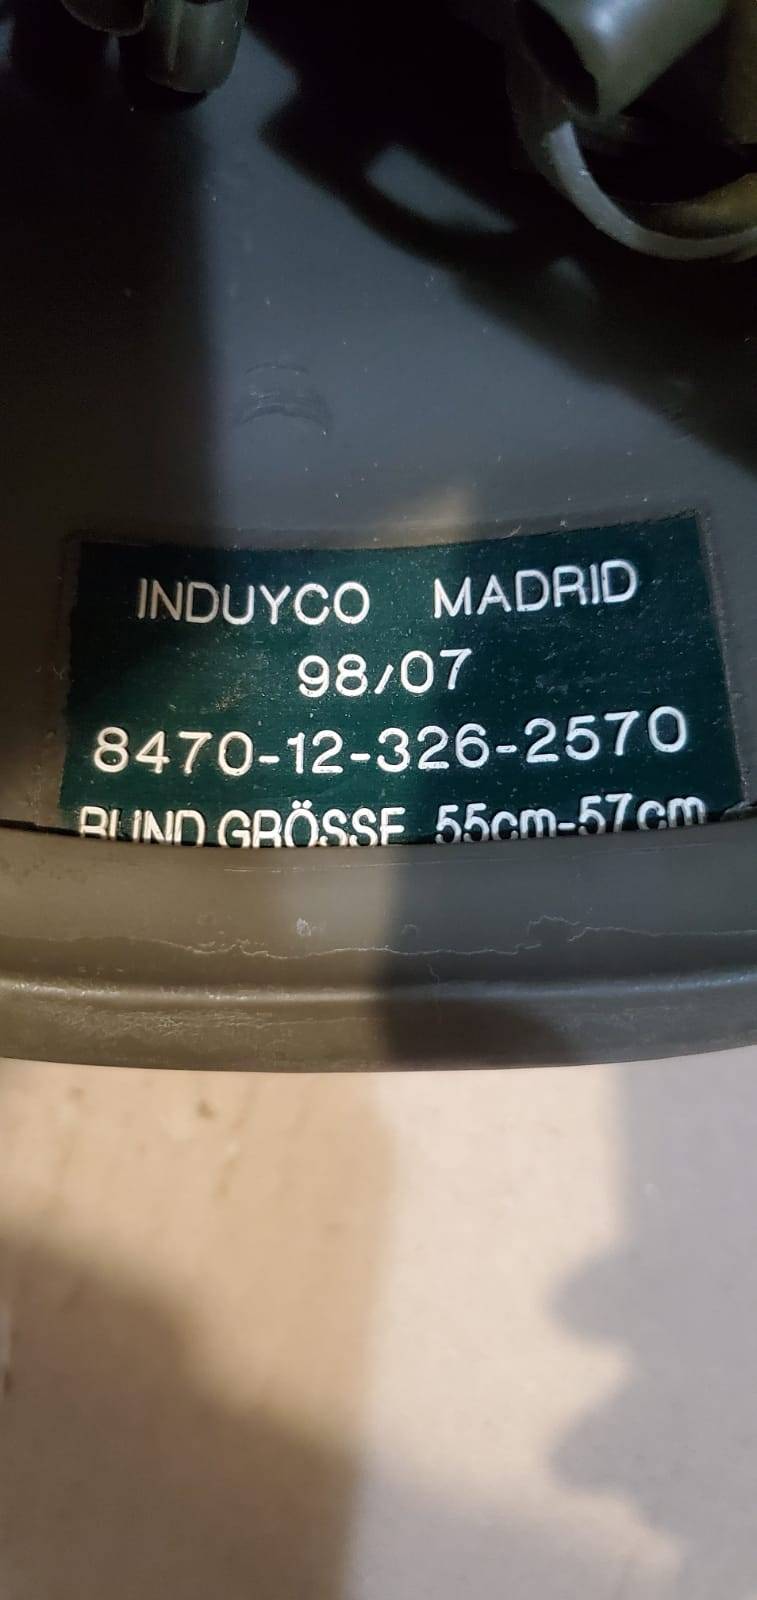 INDUYCO MADRID
98/07
8470-12-326-2570
BUND GRÖSSE 55cm-57cm